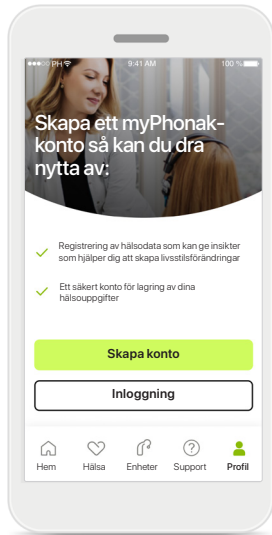 PH 9:41 AM 100 %
Skapa ett myPhonak-
konto så kan du dra
nytta av:
Registrering av hälsodata som kan ge insikter
som hjälper dig att skapa livsstilsförändringar
Ett säkert konto för lagring av dina
hälsouppgifter
Skapa konto
Inloggning
Hem Hälsa Enheter Support Profil